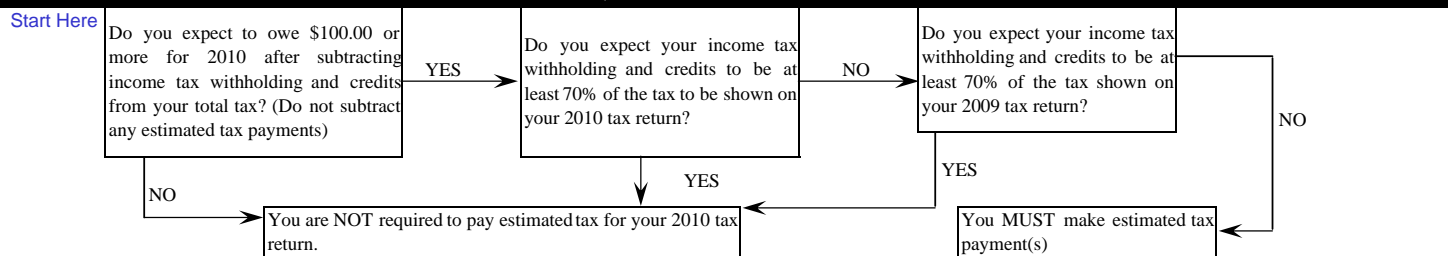 Start Here
Do you expect to owe $100.00 or
more for 2010 after subtracting
income tax withholding and credits
from your total tax? (Do not subtract
any estimated tax payments)
YES
Do you expect your income tax
withholding and credits to be at
least 70% of the tax to be shown on
your 2010 tax return?
NO
Do you expect your income tax
withholding and credits to be at
least 70% of the tax shown on
your 2009 tax return?
NO
NO
YES
YES
You are NOT required to pay estimated tax for your 2010 tax
return.
You MUST make estimated tax
payment(s)